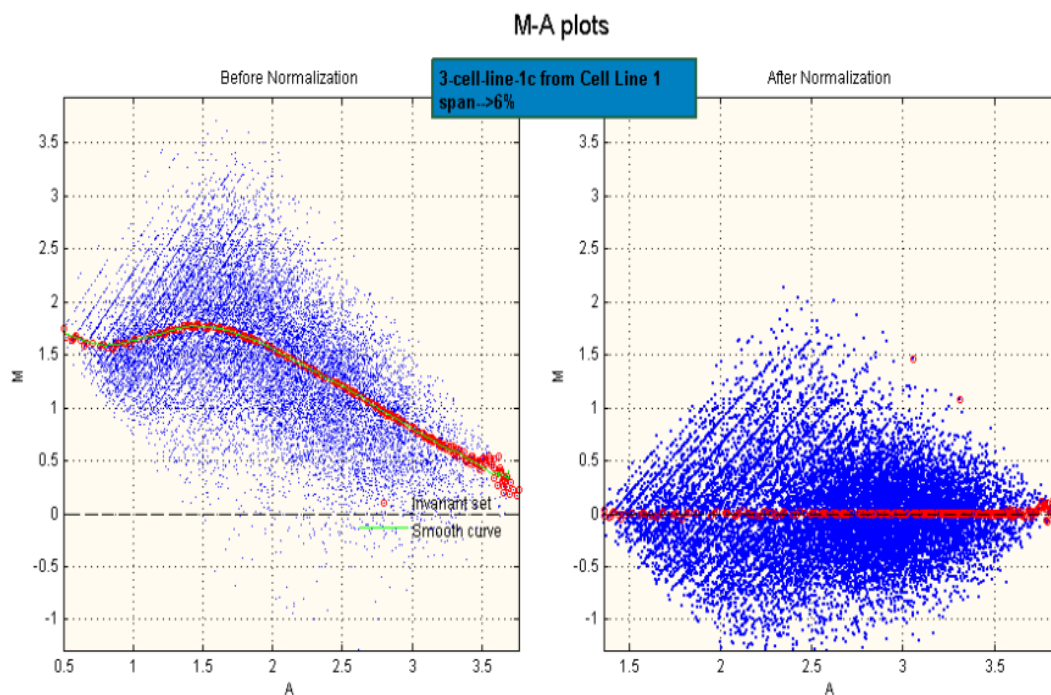 M-A plots
Before Normalization
3-cell-line-1c from Cell Line 1
span-->6%
After Normalization
3.5
3
2.5
2
1.5
1
0.5
0
-0.5
-1
M
0.5
1
1.5
2
2.5
3
3.5
A
Invariant set
Smooth curve
3.5
3
2.5
2
1.5
1
0.5
0
-0.5
-1
M
1.5
2
2.5
3
3.5
A